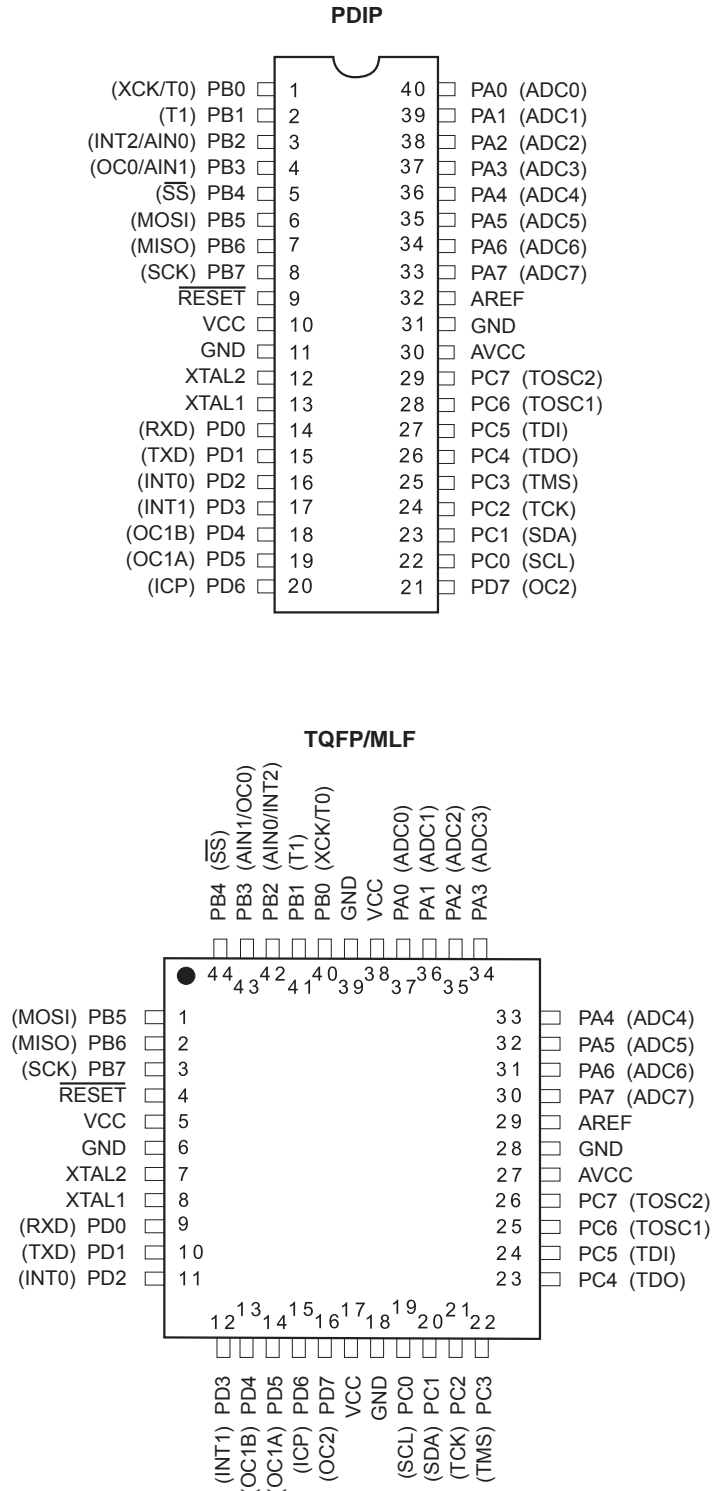 PDIP
(XCK/T0) PB0 1 40 PA0 (ADC0)
(T1) PB1 2 39 PA1 (ADC1)
(INT2/AIN0) PB2 3 38 PA2 (ADC2)
(OC0/AIN1) PB3 4 37 PA3 (ADC3)
(S̅S̅) PB4 5 36 PA4 (ADC4)
(MOSI) PB5 6 35 PA5 (ADC5)
(MISO) PB6 7 34 PA6 (ADC6)
(SCK) PB7 8 33 PA7 (ADC7)
R̅E̅S̅E̅T̅ 9 32 AREF
VCC 10 31 GND
GND 11 30 AVCC
XTAL2 12 29 PC7 (TOSC2)
XTAL1 13 28 PC6 (TOSC1)
(RXD) PD0 14 27 PC5 (TDI)
(TXD) PD1 15 26 PC4 (TDO)
(INT0) PD2 16 25 PC3 (TMS)
(INT1) PD3 17 24 PC2 (TCK)
(OC1B) PD4 18 23 PC1 (SDA)
(OC1A) PD5 19 22 PC0 (SCL)
(ICP) PD6 20 21 PD7 (OC2)
TQFP/MLF
PB4 (S̅S̅)
PB3 (AIN1/OC0)
PB2 (AIN0/INT2)
PB1 (T1)
PB0 (XCK/T0)
GND
VCC
PA0 (ADC0)
PA1 (ADC1)
PA2 (ADC2)
PA3 (ADC3)
44 43 42 41 40 39 38 37 36 35 34
(MOSI) PB5 1 33 PA4 (ADC4)
(MISO) PB6 2 32 PA5 (ADC5)
(SCK) PB7 3 31 PA6 (ADC6)
R̅E̅S̅E̅T̅ 4 30 PA7 (ADC7)
VCC 5 29 AREF
GND 6 28 GND
XTAL2 7 27 AVCC
XTAL1 8 26 PC7 (TOSC2)
(RXD) PD0 9 25 PC6 (TOSC1)
(TXD) PD1 10 24 PC5 (TDI)
(INT0) PD2 11 23 PC4 (TDO)
12 13 14 15 16 17 18 19 20 21 22
(INT1) PD3
(OC1B) PD4
(OC1A) PD5
(ICP) PD6
(OC2) PD7
VCC
GND
(SCL) PC0
(SDA) PC1
(TCK) PC2
(TMS) PC3